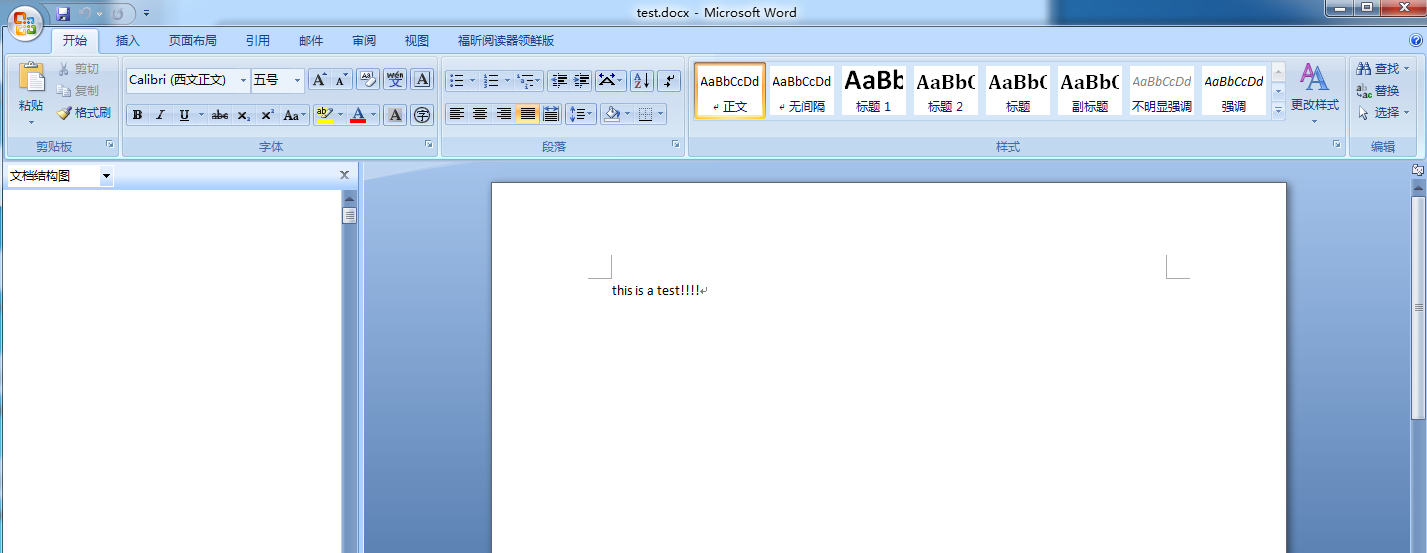 test.docx - Microsoft Word
开始 插入 页面布局 引用 邮件 审阅 视图 福昕阅读器领鲜版
粘贴
剪切
复制
格式刷
剪贴板
Calibri (西文正文) 五号 A A Aa wén A
B I U abc x₂ x² Aa ab A A 字
字体
段落
AaBbCcDd AaBbCcDd AaBb AaBbC AaBbC AaBbC AaBbCcDd AaBbCcDd
正文 无间隔 标题 1 标题 2 标题 副标题 不明显强调 强调
更改样式
样式
查找
替换
选择
编辑
文档结构图
this is a test!!!!